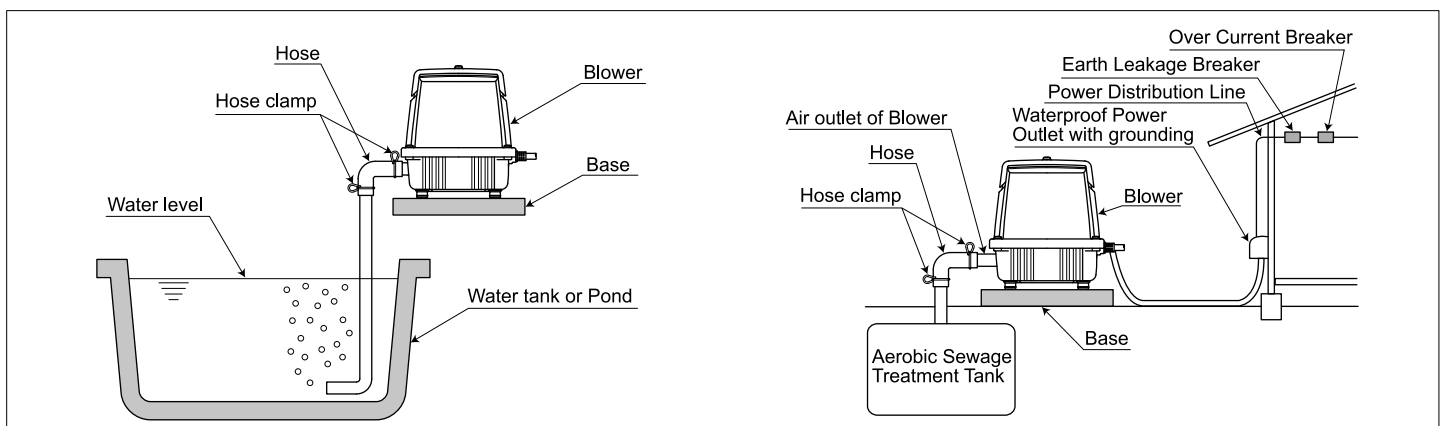 Hose
Hose clamp
Blower
Base
Water level
Water tank or Pond
Over Current Breaker
Earth Leakage Breaker
Power Distribution Line
Waterproof Power
Outlet with grounding
Air outlet of Blower
Hose
Hose clamp
Blower
Base
Aerobic Sewage
Treatment Tank